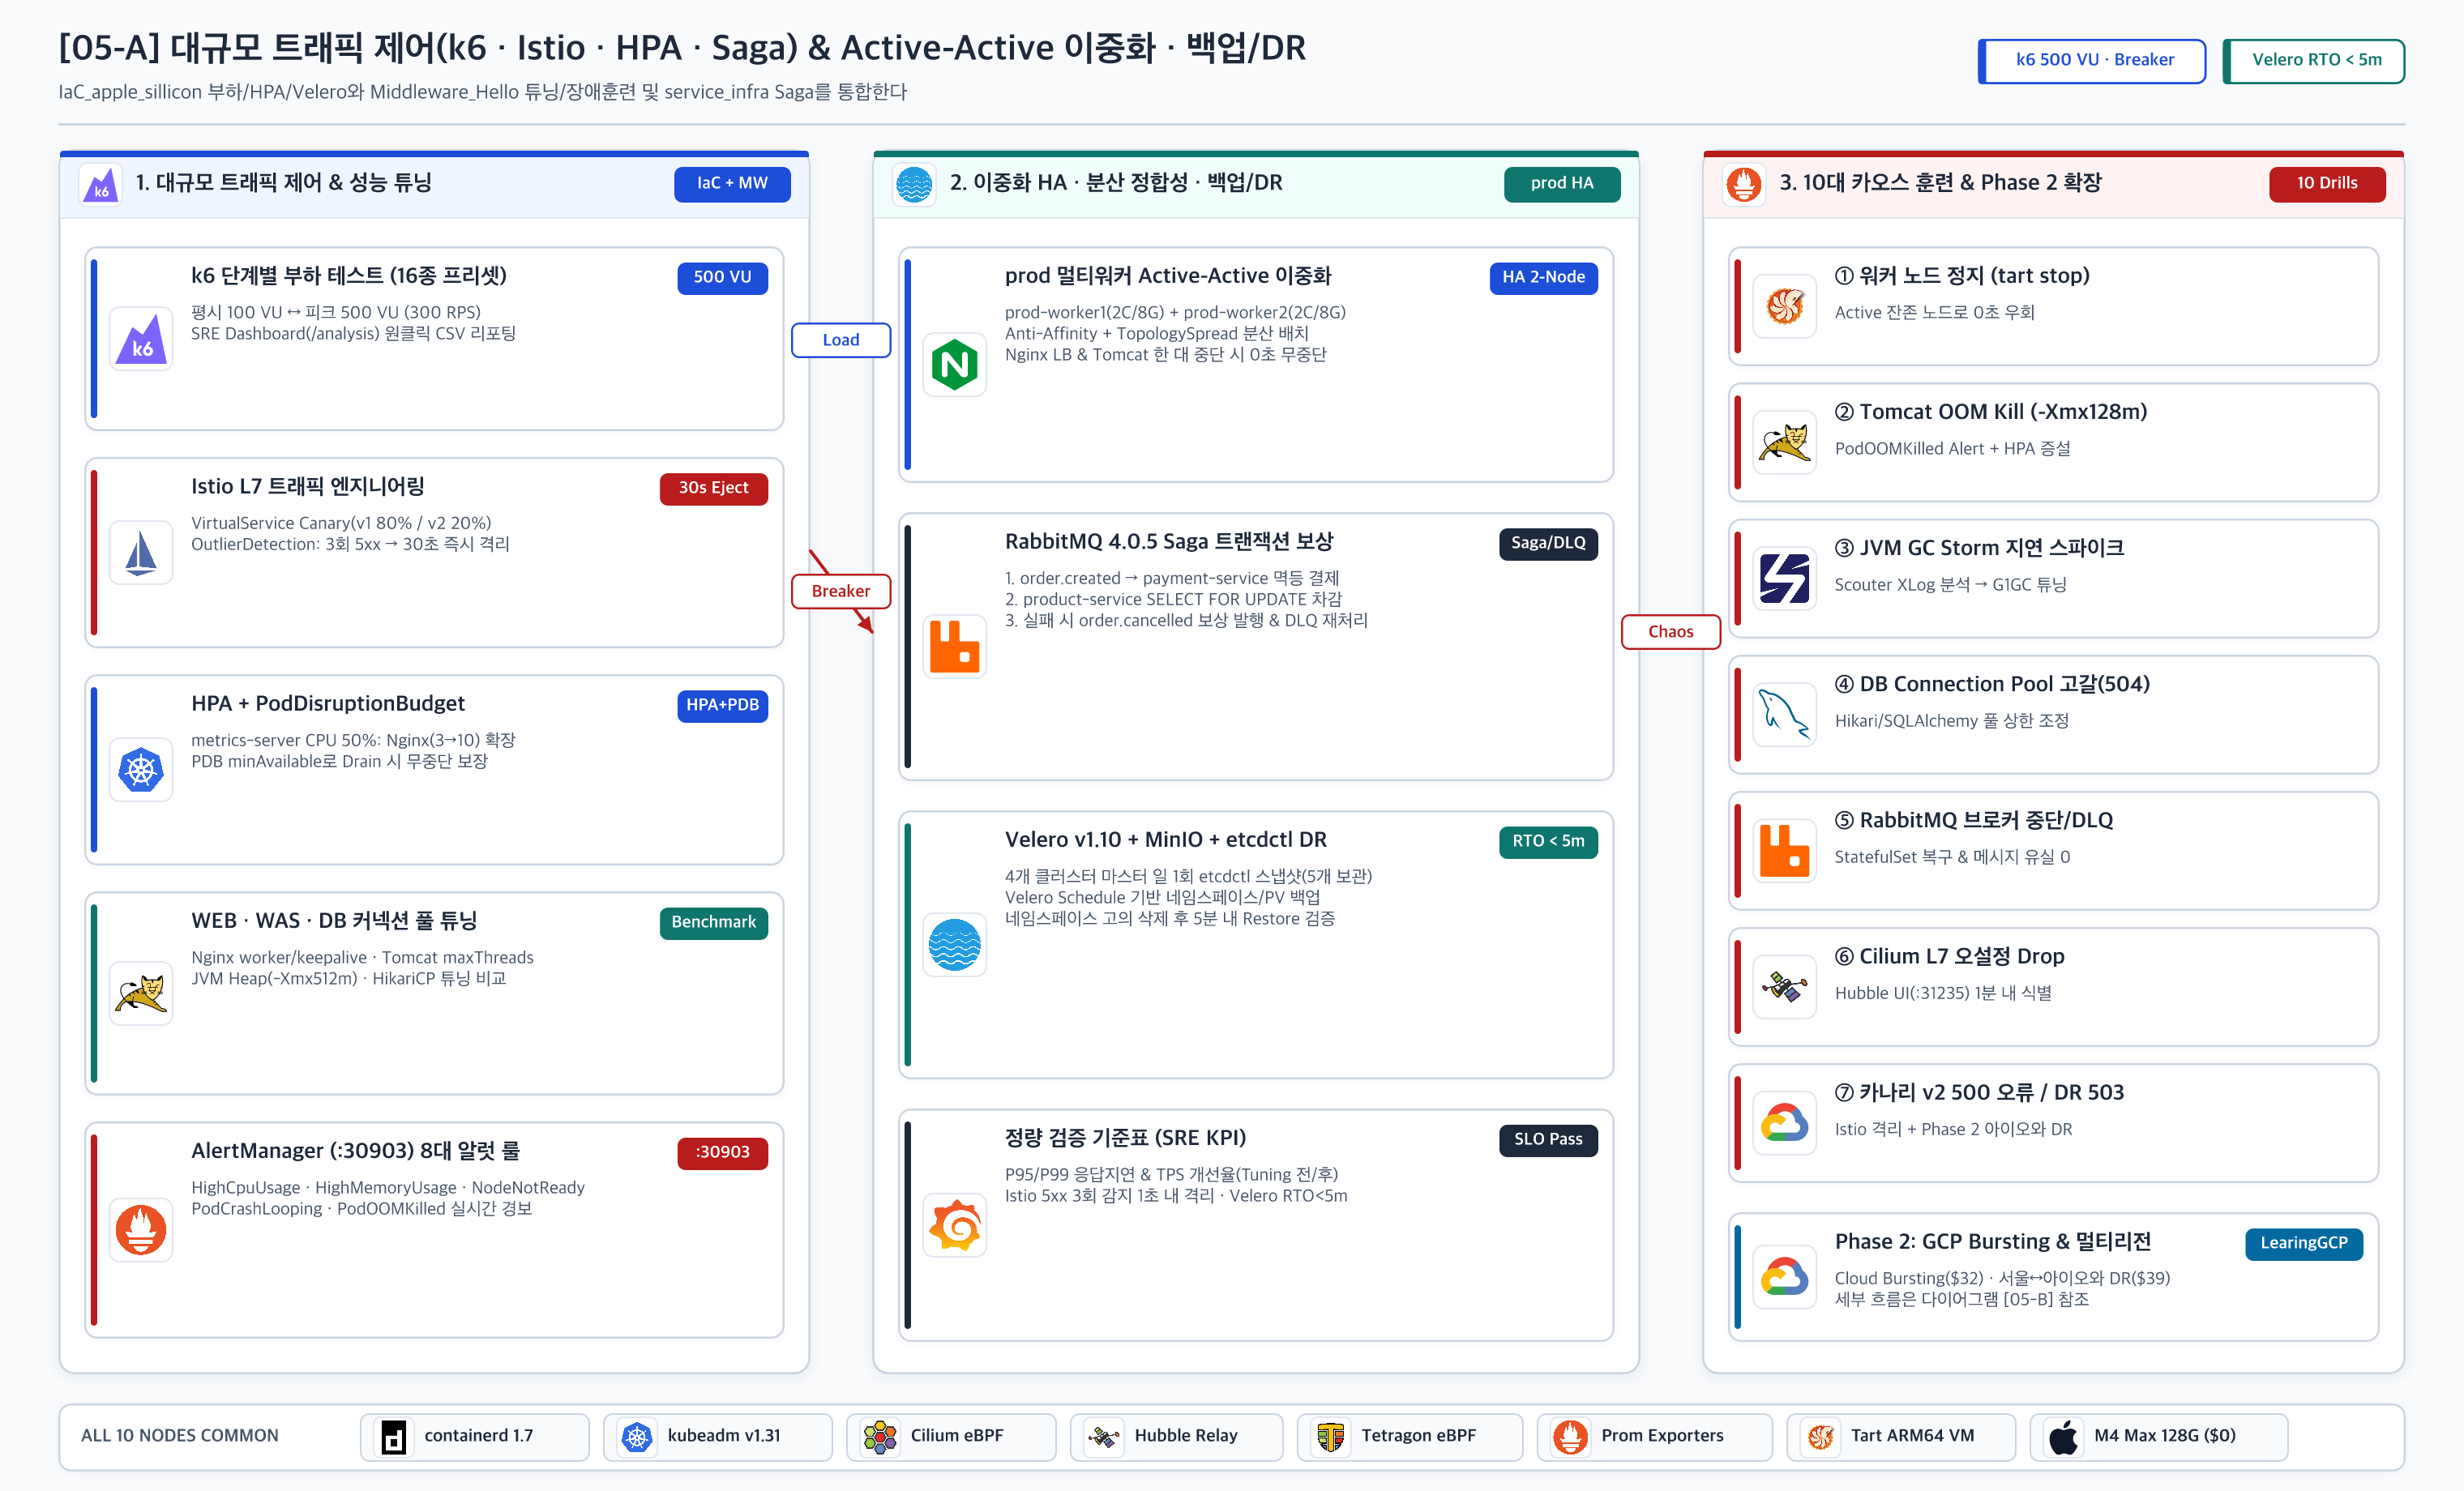 [05-A] 대규모 트래픽 제어(k6 · Istio · HPA · Saga) & Active-Active 이중화 · 백업/DR
IaC_apple_sillicon 부하/HPA/Velero와 Middleware_Hello 튜닝/장애훈련 및 service_infra Saga를 통합한다
k6 500 VU · Breaker
Velero RTO < 5m
k6
1. 대규모 트래픽 제어 & 성능 튜닝
IaC + MW
k6 단계별 부하 테스트 (16종 프리셋)
500 VU
평시 100 VU ↔ 피크 500 VU (300 RPS)
SRE Dashboard(/analysis) 원클릭 CSV 리포팅
k6
Istio L7 트래픽 엔지니어링
30s Eject
VirtualService Canary(v1 80% / v2 20%)
OutlierDetection: 3회 5xx → 30초 즉시 격리
HPA + PodDisruptionBudget
HPA+PDB
metrics-server CPU 50%: Nginx(3→10) 확장
PDB minAvailable로 Drain 시 무중단 보장
WEB · WAS · DB 커넥션 풀 튜닝
Benchmark
Nginx worker/keepalive · Tomcat maxThreads
JVM Heap(-Xmx512m) · HikariCP 튜닝 비교
AlertManager (:30903) 8대 알럿 룰
:30903
HighCpuUsage · HighMemoryUsage · NodeNotReady
PodCrashLooping · PodOOMKilled 실시간 경보
Load
Breaker
2. 이중화 HA · 분산 정합성 · 백업/DR
prod HA
prod 멀티워커 Active-Active 이중화
HA 2-Node
prod-worker1(2C/8G) + prod-worker2(2C/8G)
Anti-Affinity + TopologySpread 분산 배치
Nginx LB & Tomcat 한 대 중단 시 0초 무중단
N
RabbitMQ 4.0.5 Saga 트랜잭션 보상
Saga/DLQ
1. order.created → payment-service 멱등 결제
2. product-service SELECT FOR UPDATE 차감
3. 실패 시 order.cancelled 보상 발행 & DLQ 재처리
Velero v1.10 + MinIO + etcdctl DR
RTO < 5m
4개 클러스터 마스터 일 1회 etcdctl 스냅샷(5개 보관)
Velero Schedule 기반 네임스페이스/PV 백업
네임스페이스 고의 삭제 후 5분 내 Restore 검증
정량 검증 기준표 (SRE KPI)
SLO Pass
P95/P99 응답지연 & TPS 개선율(Tuning 전/후)
Istio 5xx 3회 감지 1초 내 격리 · Velero RTO<5m
Chaos
3. 10대 카오스 훈련 & Phase 2 확장
10 Drills
① 워커 노드 정지 (tart stop)
Active 잔존 노드로 0초 우회
② Tomcat OOM Kill (-Xmx128m)
PodOOMKilled Alert + HPA 증설
③ JVM GC Storm 지연 스파이크
Scouter XLog 분석 → G1GC 튜닝
④ DB Connection Pool 고갈(504)
Hikari/SQLAlchemy 풀 상한 조정
⑤ RabbitMQ 브로커 중단/DLQ
StatefulSet 복구 & 메시지 유실 0
⑥ Cilium L7 오설정 Drop
Hubble UI(:31235) 1분 내 식별
⑦ 카나리 v2 500 오류 / DR 503
Istio 격리 + Phase 2 아이오와 DR
Phase 2: GCP Bursting & 멀티리전
LearingGCP
Cloud Bursting($32) · 서울↔아이오와 DR($39)
세부 흐름은 다이어그램 [05-B] 참조
ALL 10 NODES COMMON
containerd 1.7
kubeadm v1.31
Cilium eBPF
Hubble Relay
Tetragon eBPF
Prom Exporters
Tart ARM64 VM
M4 Max 128G ($0)